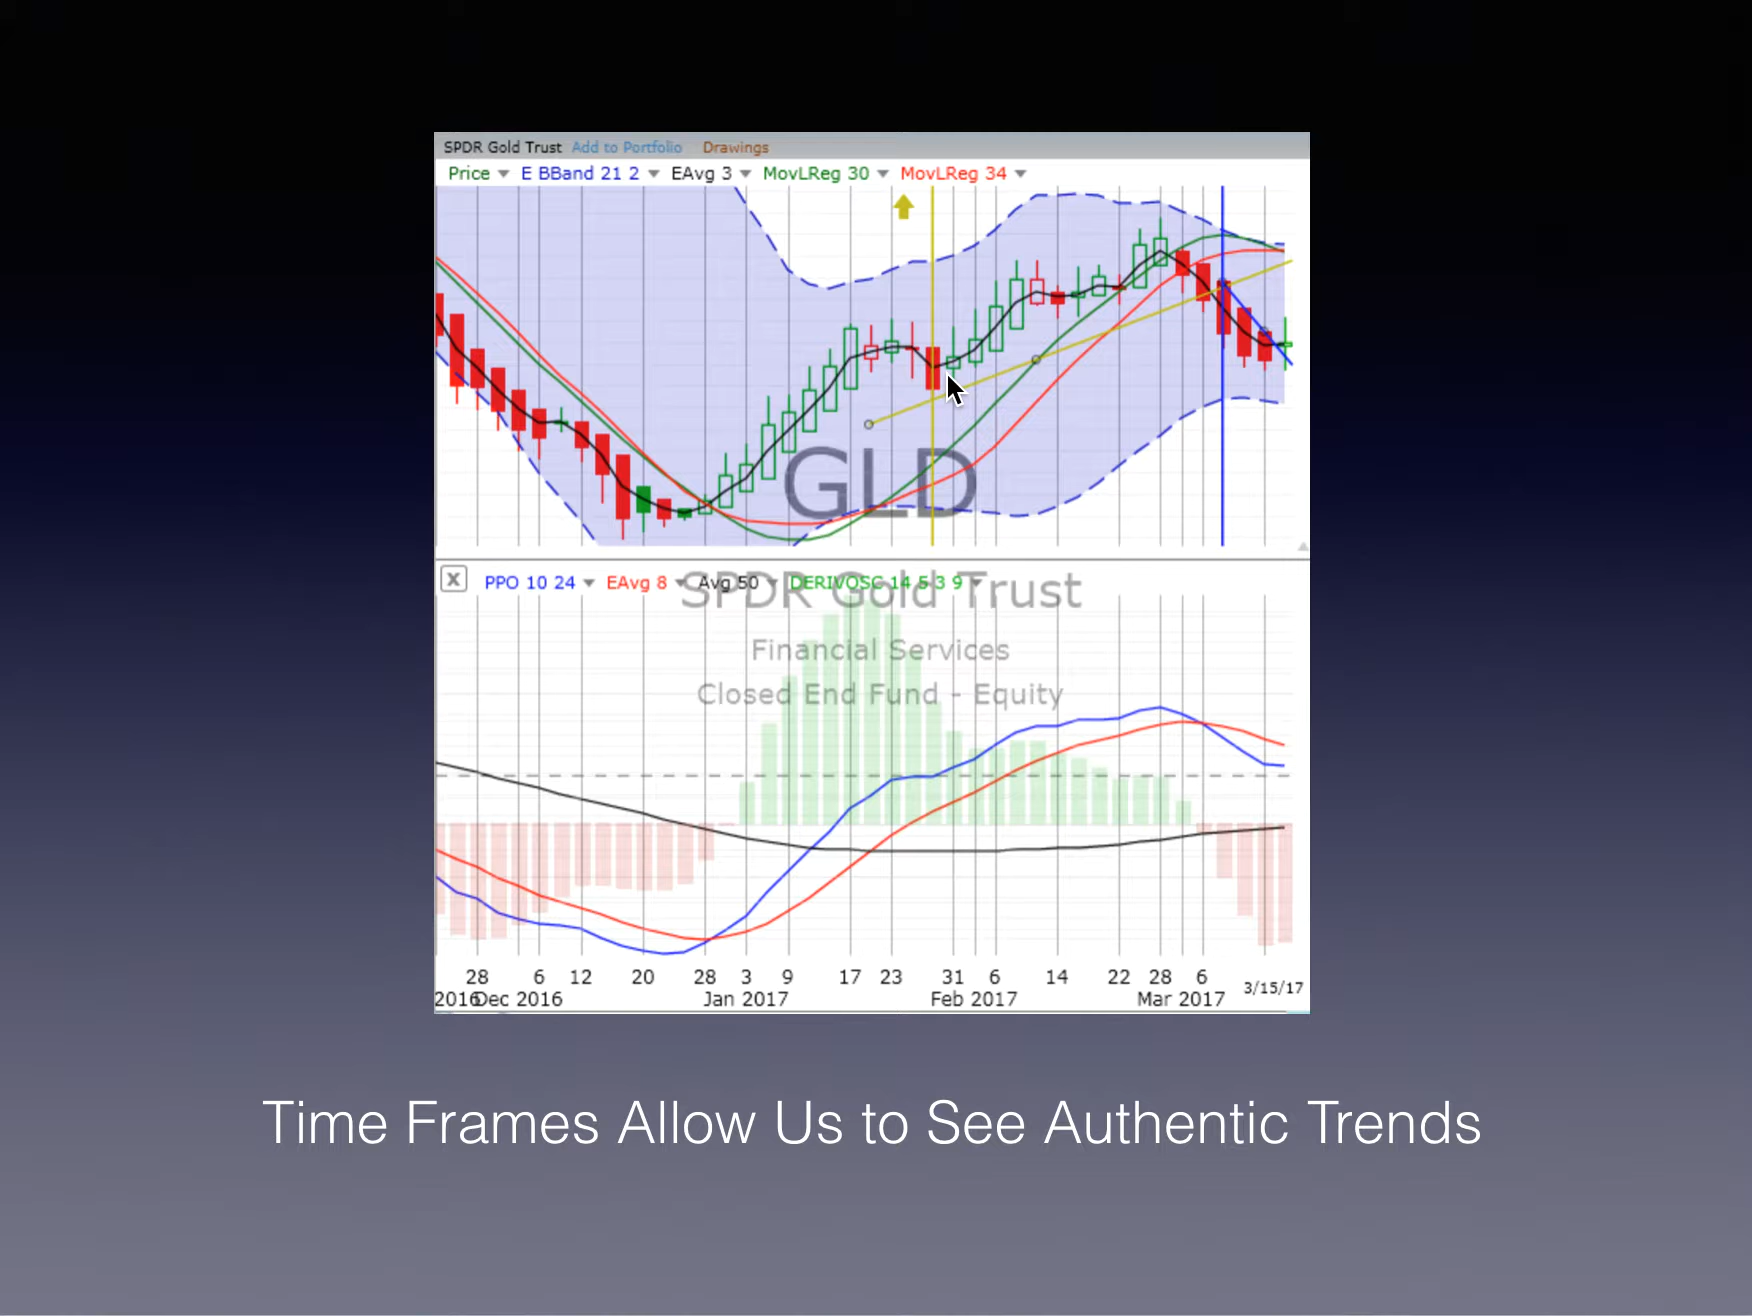 SPDR Gold Trust Add to Portfolio Drawings
Price E BBand 21 2 EAvg 3 MovLReg 30 MovLReg 34
GLD
X PPO 10 24 EAvg 8 Avg 50 DERIVOSC 14 5 3 9
SPDR Gold Trust
Financial Services
Closed End Fund - Equity
28 6 12 20 28 3 9 17 23 31 6 14 22 28 6 3/15/17
2016 Dec 2016 Jan 2017 Feb 2017 Mar 2017
Time Frames Allow Us to See Authentic Trends